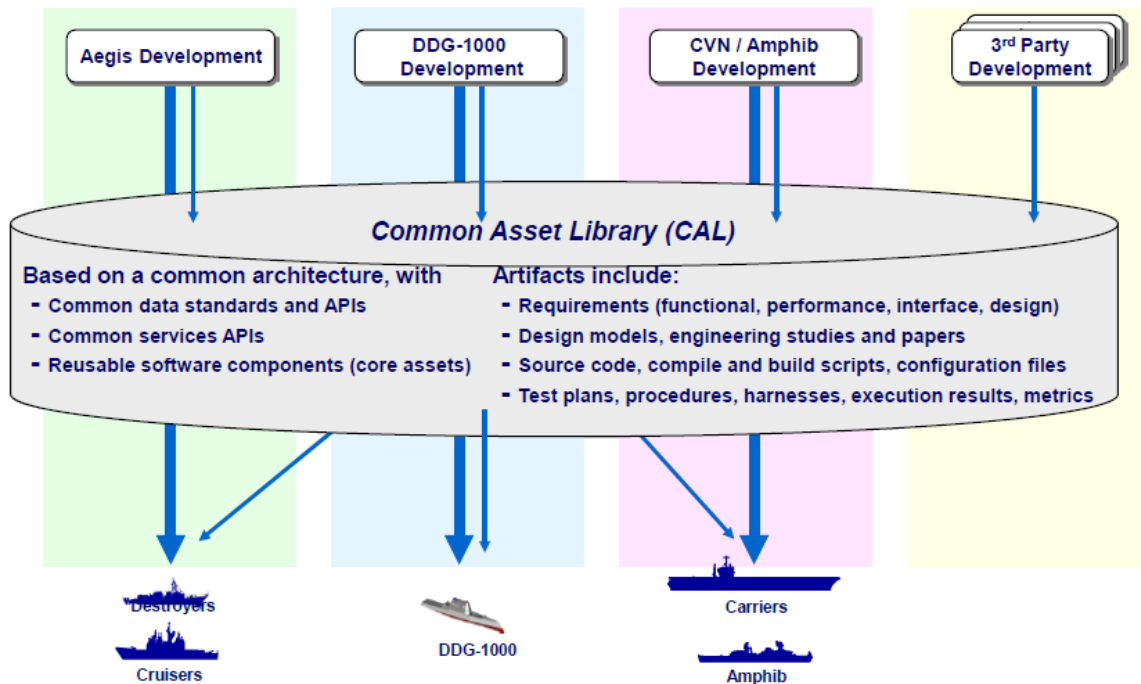 Aegis Development
DDG-1000
Development
CVN / Amphib
Development
3rd Party
Development
Common Asset Library (CAL)
Based on a common architecture, with
- Common data standards and APIs
- Common services APIs
- Reusable software components (core assets)
Artifacts include:
- Requirements (functional, performance, interface, design)
- Design models, engineering studies and papers
- Source code, compile and build scripts, configuration files
- Test plans, procedures, harnesses, execution results, metrics
Destroyers
Cruisers
DDG-1000
Carriers
Amphib